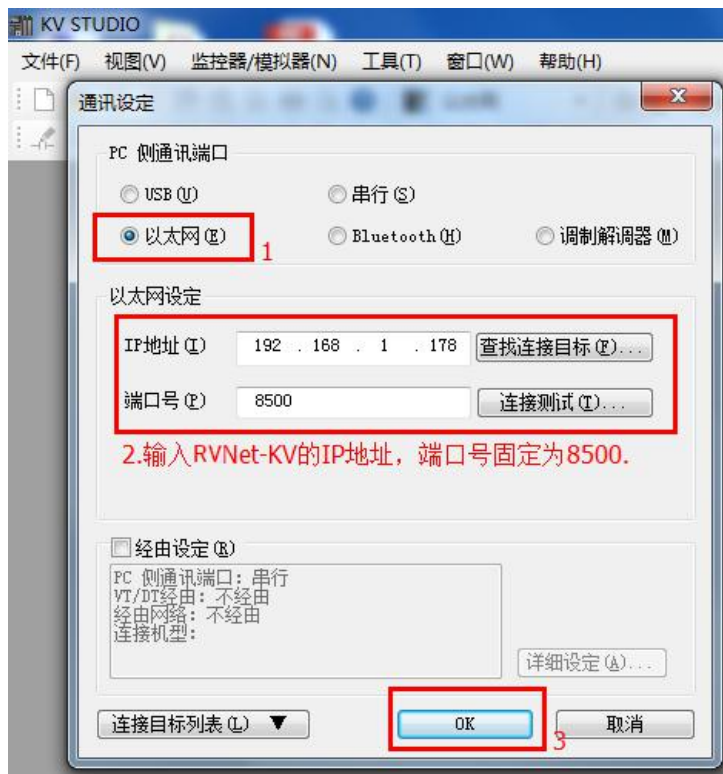 KV STUDIO
文件(F) 视图(V) 监控器/模拟器(N) 工具(T) 窗口(W) 帮助(H)
通讯设定
PC 侧通讯端口
USB(U) 串行(S)
以太网(E) Bluetooth(H) 调制解调器(M)
1
以太网设定
IP地址(I) 192 . 168 . 1 . 178 查找连接目标(F)...
端口号(P) 8500 连接测试(T)...
2.输入RVNet-KV的IP地址，端口号固定为8500.
经由设定(R)
PC 侧通讯端口：串行
VT/DT经由：不经由
经由网络：不经由
连接机型：
详细设定(A)...
连接目标列表(L) ▼ OK 取消
3